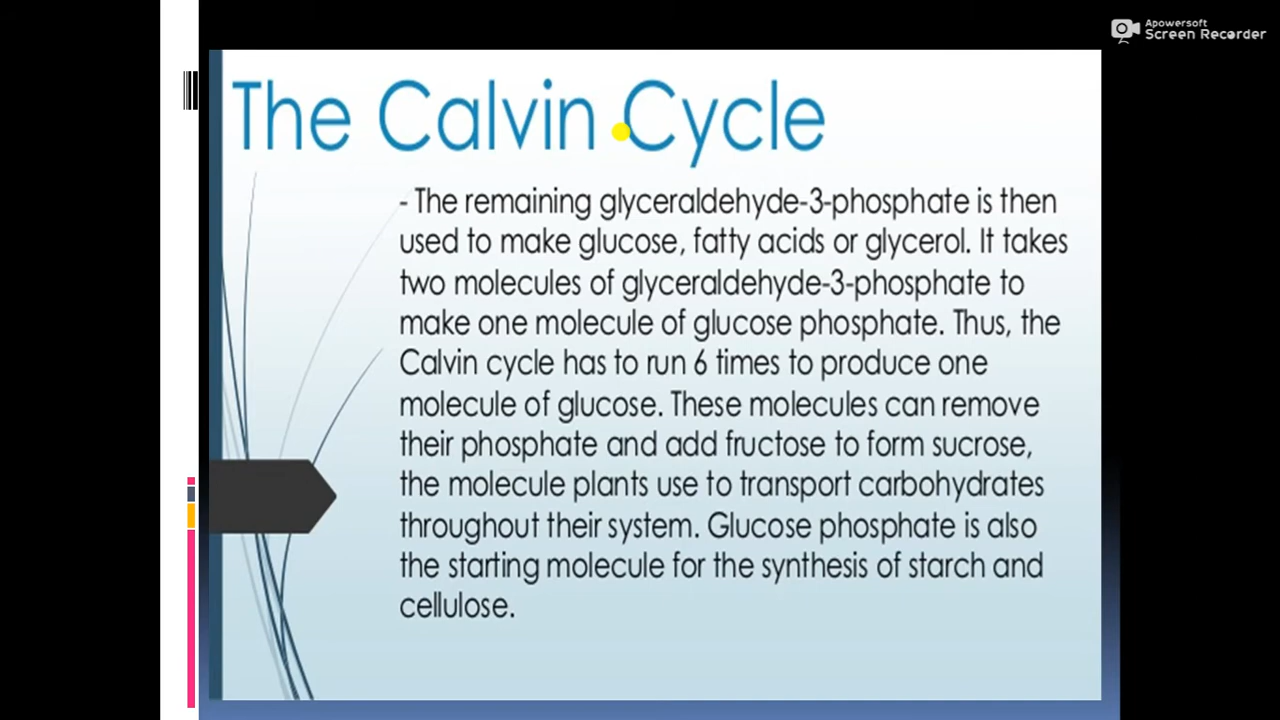 Apowersoft
Screen Recorder
The Calvin Cycle
- The remaining glyceraldehyde-3-phosphate is then
used to make glucose, fatty acids or glycerol. It takes
two molecules of glyceraldehyde-3-phosphate to
make one molecule of glucose phosphate. Thus, the
Calvin cycle has to run 6 times to produce one
molecule of glucose. These molecules can remove
their phosphate and add fructose to form sucrose,
the molecule plants use to transport carbohydrates
throughout their system. Glucose phosphate is also
the starting molecule for the synthesis of starch and
cellulose.